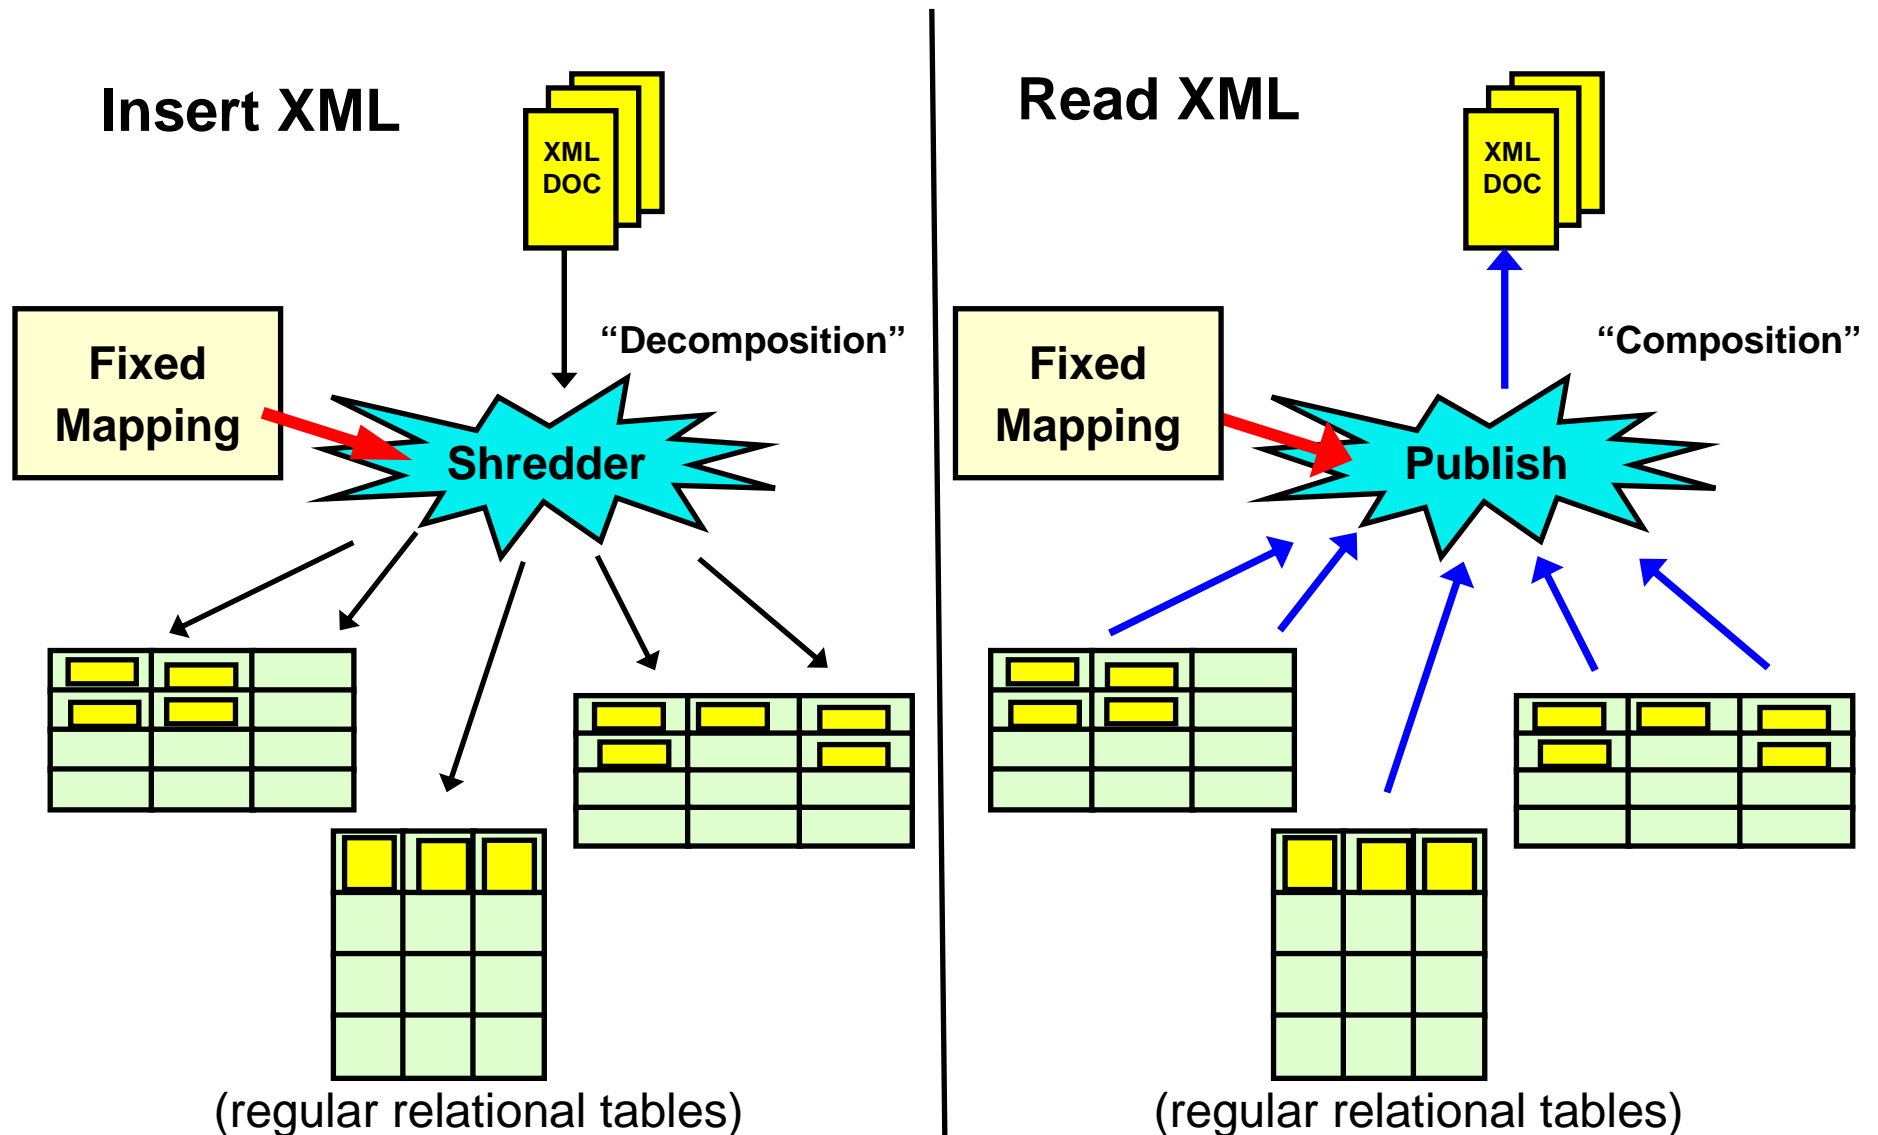 Insert XML
XML
DOC
Fixed
Mapping
“Decomposition”
Shredder
(regular relational tables)
Read XML
XML
DOC
Fixed
Mapping
“Composition”
Publish
(regular relational tables)